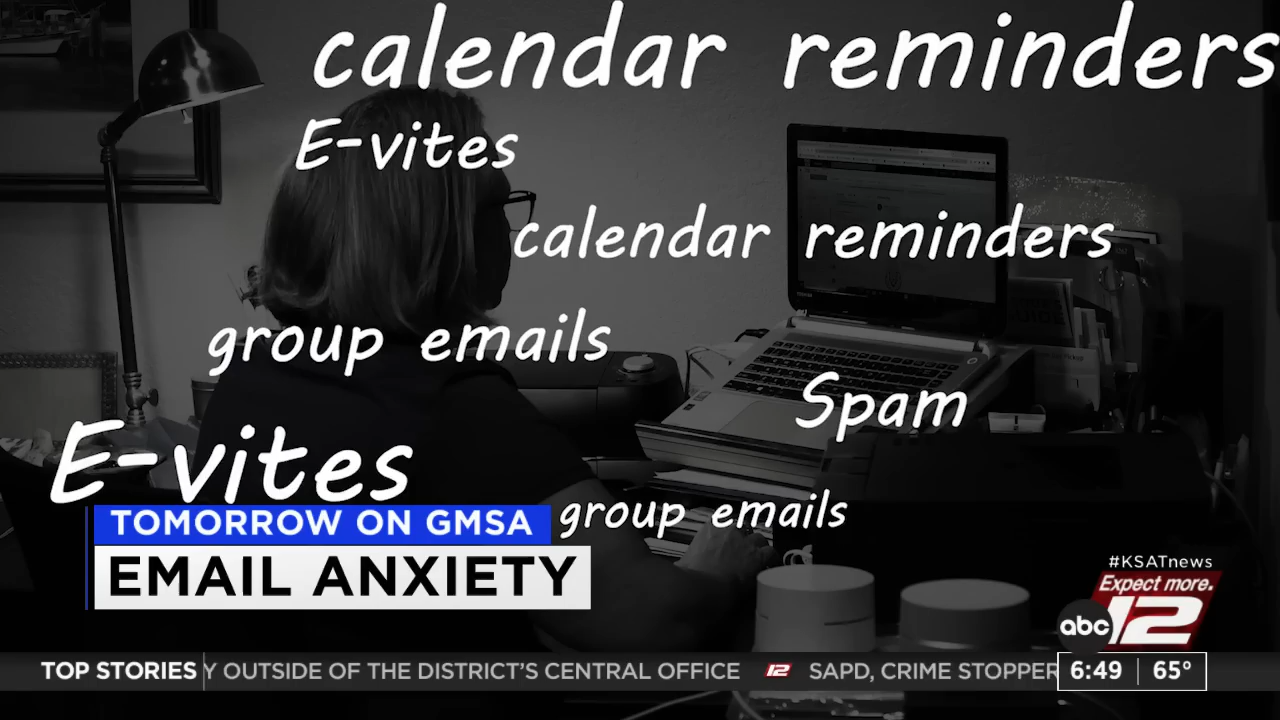 calendar reminders
E-vites
calendar reminders
group emails
Spam
E-vites
group emails
TOMORROW ON GMSA
EMAIL ANXIETY
#KSATnews
Expect more.
abc 12
TOP STORIES Y OUTSIDE OF THE DISTRICT'S CENTRAL OFFICE 12 SAPD, CRIME STOPPER 6:49 65°